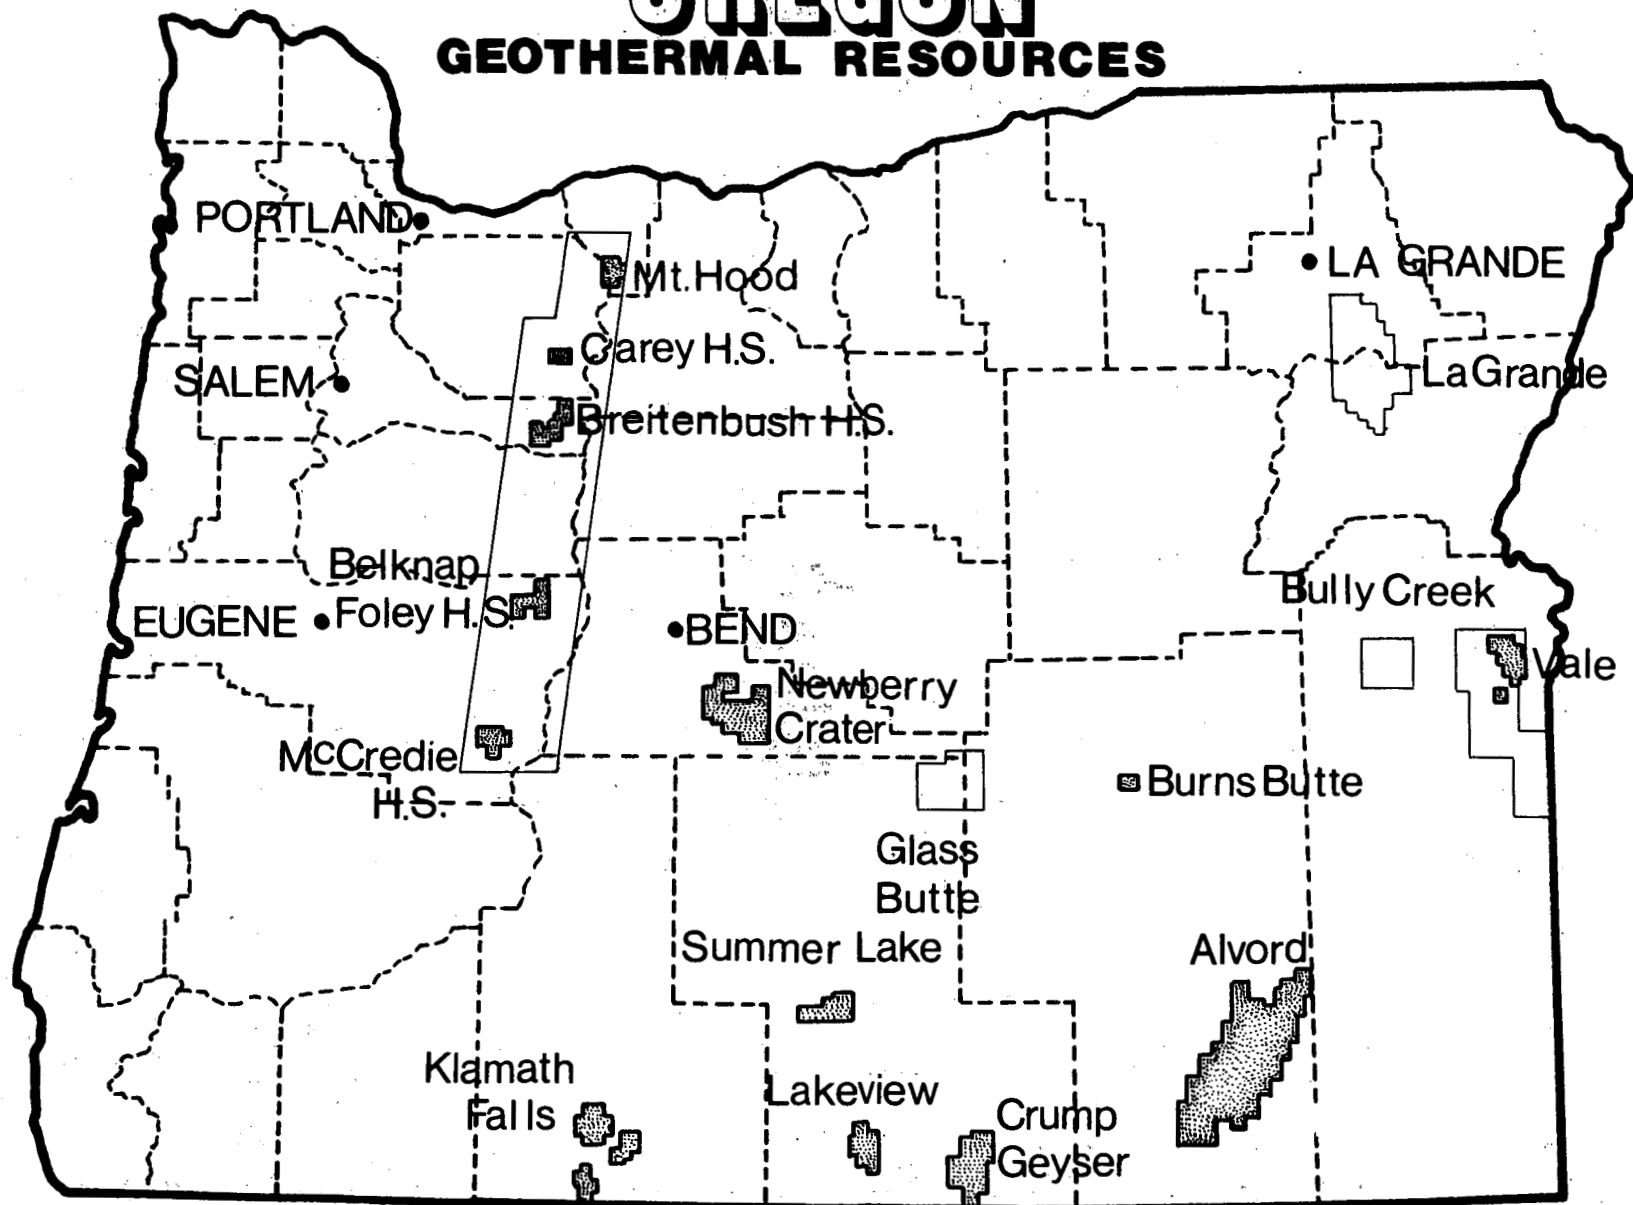 OREGON
GEOTHERMAL RESOURCES
PORTLAND
Mt. Hood
LA GRANDE
Carey H.S.
SALEM
La Grande
Breitenbush H.S.
Belknap
Foley H.S.
Bully Creek
EUGENE
BEND
Vale
Newberry
Crater
McCredie
H.S.
Burns Butte
Glass
Butte
Summer Lake
Alvord
Klamath
Falls
Lakeview
Crump
Geyser